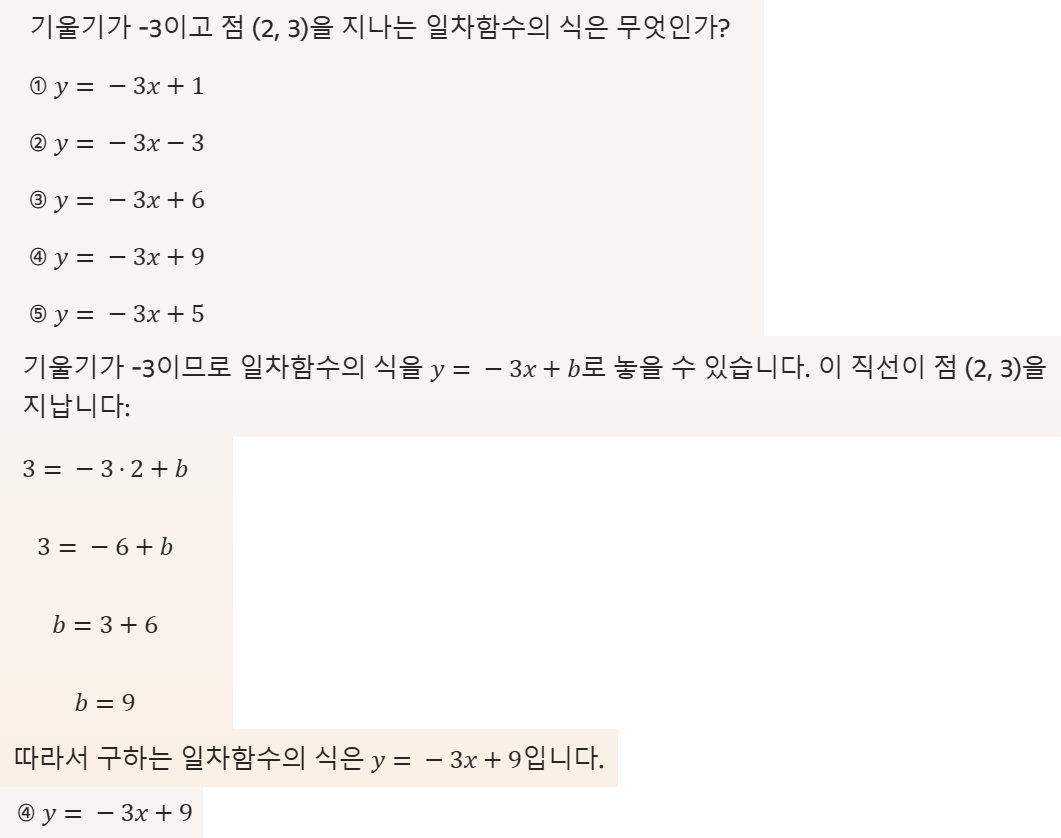 기울기가 -3이고 점 (2, 3)을 지나는 일차함수의 식은 무엇인가?
① y = − 3x + 1
② y = − 3x − 3
③ y = − 3x + 6
④ y = − 3x + 9
⑤ y = − 3x + 5
기울기가 -3이므로 일차함수의 식을 y = − 3x + b로 놓을 수 있습니다. 이 직선이 점 (2, 3)을
지납니다:
3 = − 3 · 2 + b
3 = − 6 + b
b = 3 + 6
b = 9
따라서 구하는 일차함수의 식은 y = − 3x + 9입니다.
④ y = − 3x + 9